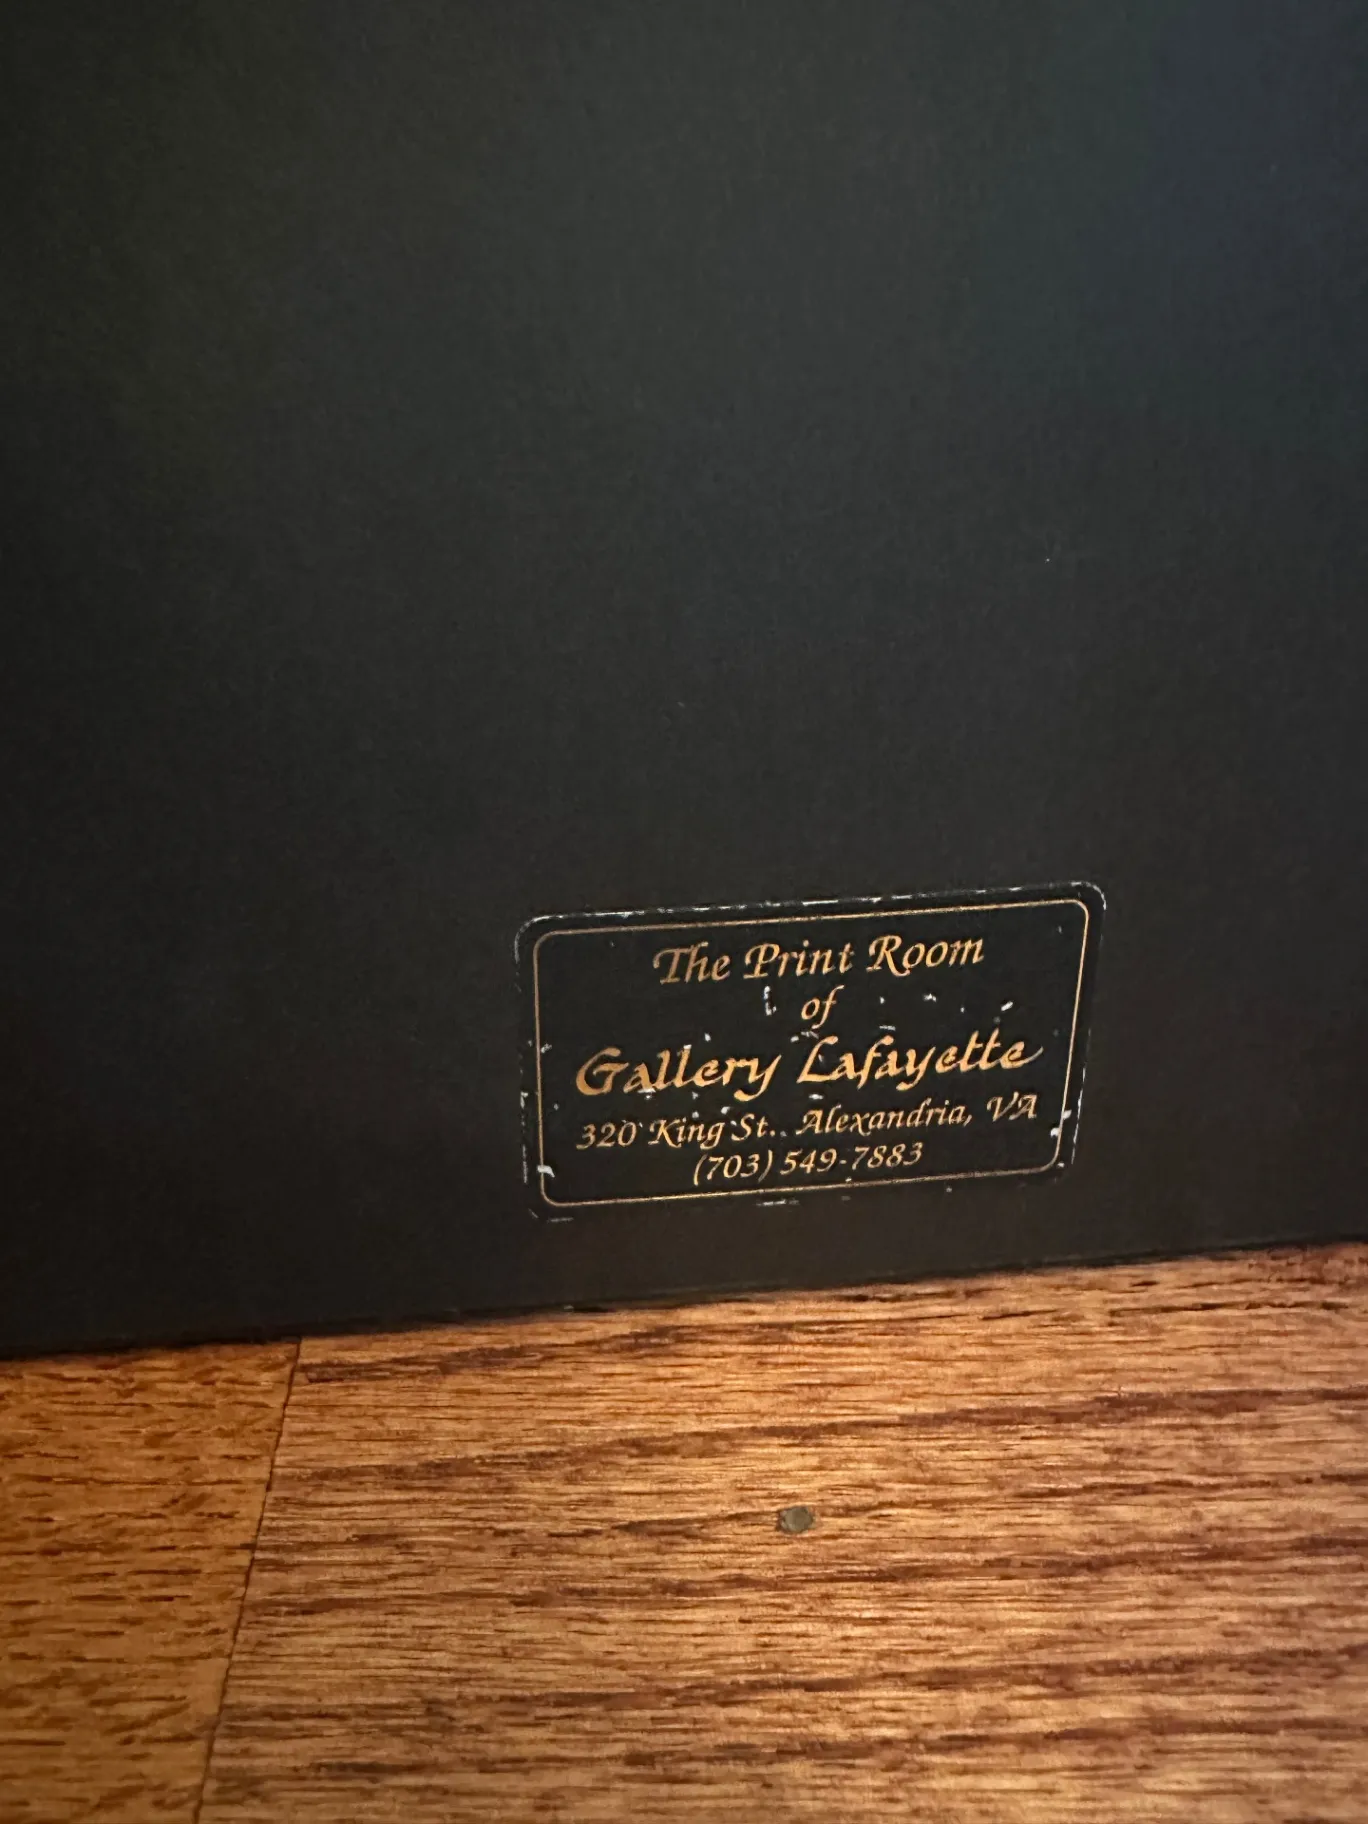 The Print Room
of
Gallery Lafayette
320 King St., Alexandria, VA
(703) 549-7883